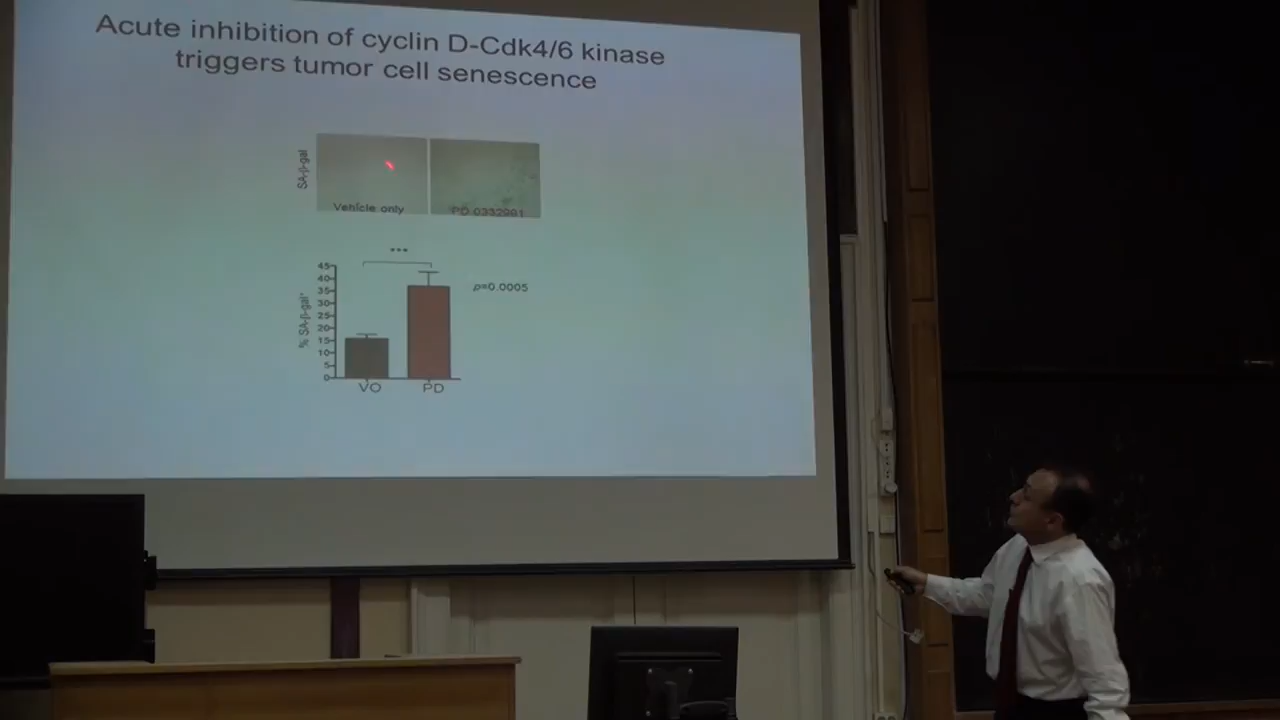 Acute inhibition of cyclin D-Cdk4/6 kinase
triggers tumor cell senescence
SA-β-gal
Vehicle only
PD 0332991
***
p=0.0005
% SA-β-gal⁺
45
40
35
30
25
20
15
10
5
0
VO
PD